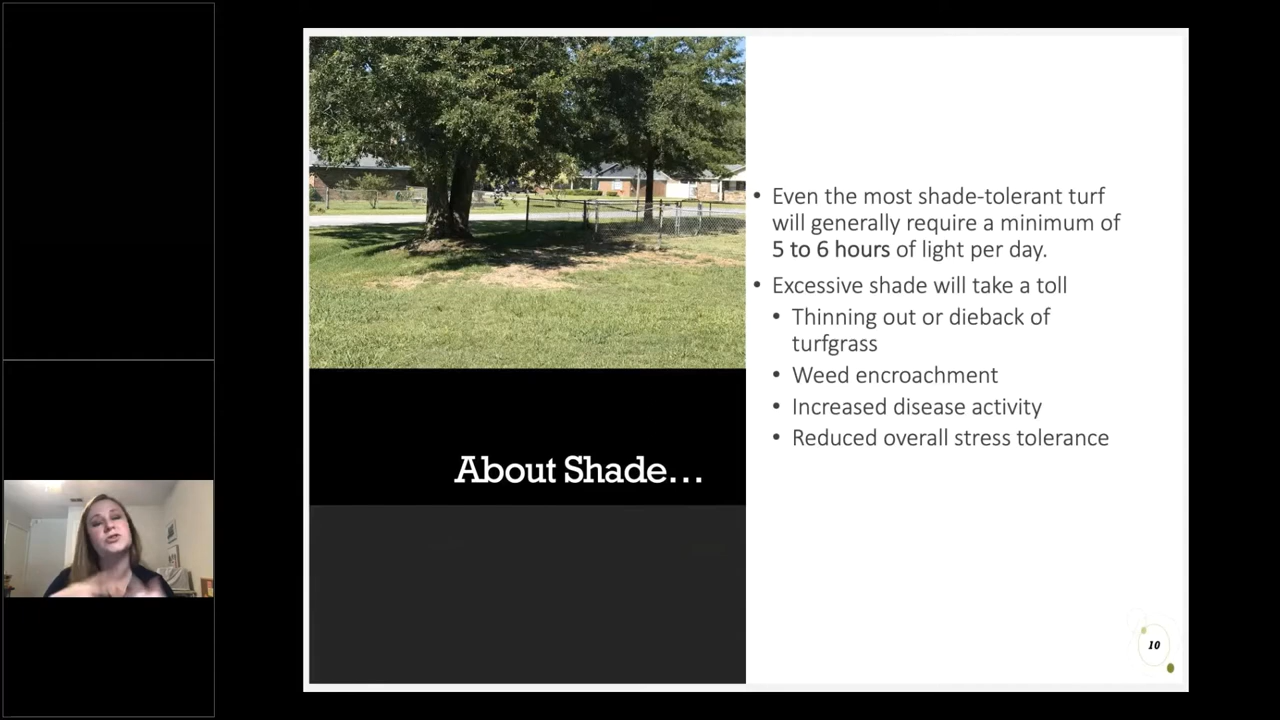 • Even the most shade-tolerant turf
will generally require a minimum of
5 to 6 hours of light per day.
• Excessive shade will take a toll
• Thinning out or dieback of
turfgrass
• Weed encroachment
• Increased disease activity
• Reduced overall stress tolerance
About Shade...
10